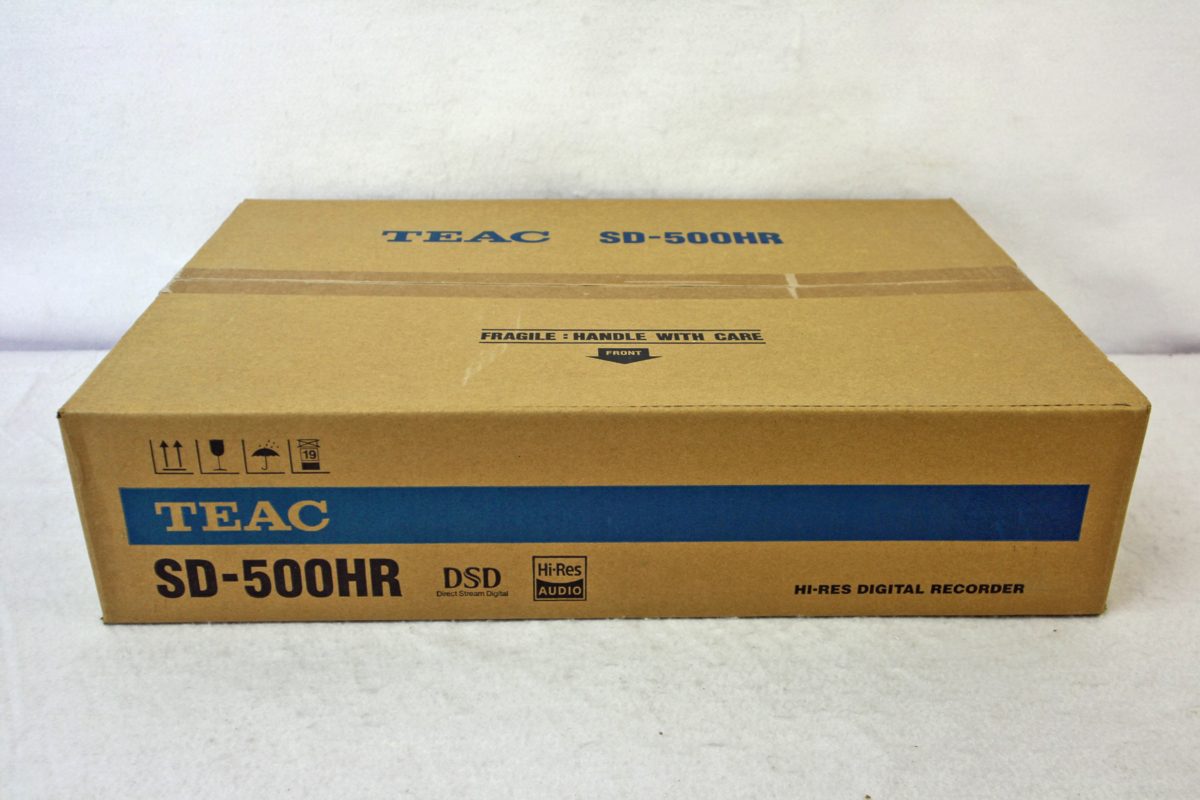 TEAC SD-500HR
FRAGILE : HANDLE WITH CARE
FRONT
19
TEAC
SD-500HR
DSD
Direct Stream Digital
Hi-Res
AUDIO
HI-RES DIGITAL RECORDER